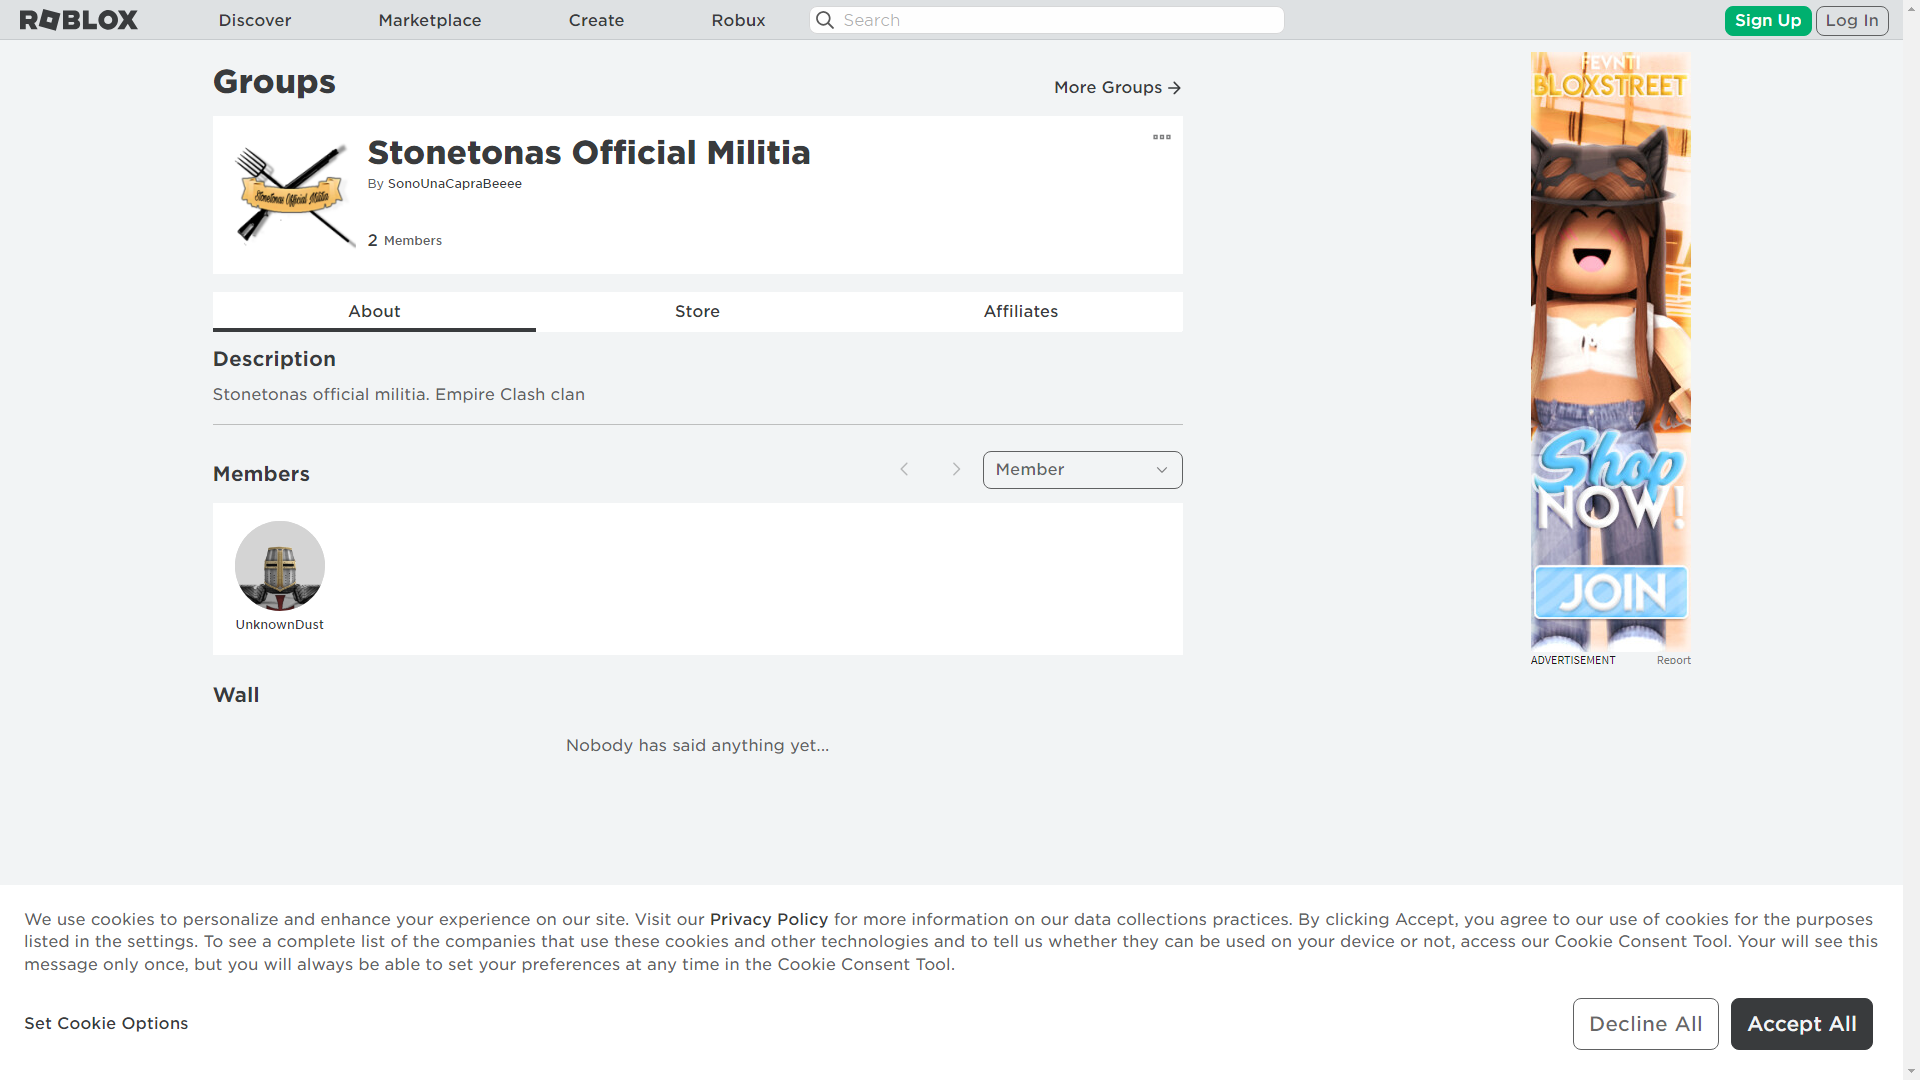 ROBLOX
Discover
Marketplace
Create
Robux
Search
Sign Up
Log In
Groups
More Groups
Stonetonas Official Militia
Stonetonas Official Militia
By SonoUnaCapraBeeee
2 Members
About
Store
Affiliates
Description
Stonetonas official militia. Empire Clash clan
Members
Member
UnknownDust
Wall
Nobody has said anything yet...
FEVNTI
BLOXSTREET
Shop
NOW!
JOIN
ADVERTISEMENT
Report
We use cookies to personalize and enhance your experience on our site. Visit our Privacy Policy for more information on our data collections practices. By clicking Accept, you agree to our use of cookies for the purposes
listed in the settings. To see a complete list of the companies that use these cookies and other technologies and to tell us whether they can be used on your device or not, access our Cookie Consent Tool. Your will see this
message only once, but you will always be able to set your preferences at any time in the Cookie Consent Tool.
Set Cookie Options
Decline All
Accept All